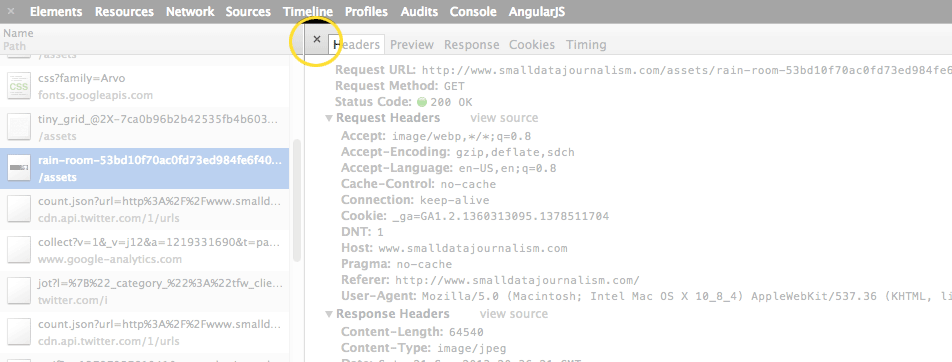 × Elements Resources Network Sources Timeline Profiles Audits Console AngularJS
Name
Path
/assets
css?family=Arvo
fonts.googleapis.com
CSS
tiny_grid_@2X-7ca0b96b2b42535fb4b603...
/assets
rain-room-53bd10f70ac0fd73ed984fe6f40...
/assets
count.json?url=http%3A%2F%2Fwww.smalld...
cdn.api.twitter.com/1/urls
collect?v=1&_v=j12&a=1219331690&t=pa...
www.google-analytics.com
jot?l=%7B%22_category_%22%3A%22tfw_clie...
twitter.com/i
count.json?url=http%3A%2F%2Fwww.smalld...
cdn.api.twitter.com/1/urls
× Headers Preview Response Cookies Timing
Request URL: http://www.smalldatajournalism.com/assets/rain-room-53bd10f70ac0fd73ed984fe6
Request Method: GET
Status Code: 200 OK
▼ Request Headers view source
Accept: image/webp,*/*;q=0.8
Accept-Encoding: gzip,deflate,sdch
Accept-Language: en-US,en;q=0.8
Cache-Control: no-cache
Connection: keep-alive
Cookie: _ga=GA1.2.1360313095.1378511704
DNT: 1
Host: www.smalldatajournalism.com
Pragma: no-cache
Referer: http://www.smalldatajournalism.com/
User-Agent: Mozilla/5.0 (Macintosh; Intel Mac OS X 10_8_4) AppleWebKit/537.36 (KHTML, li
▼ Response Headers view source
Content-Length: 64540
Content-Type: image/jpeg